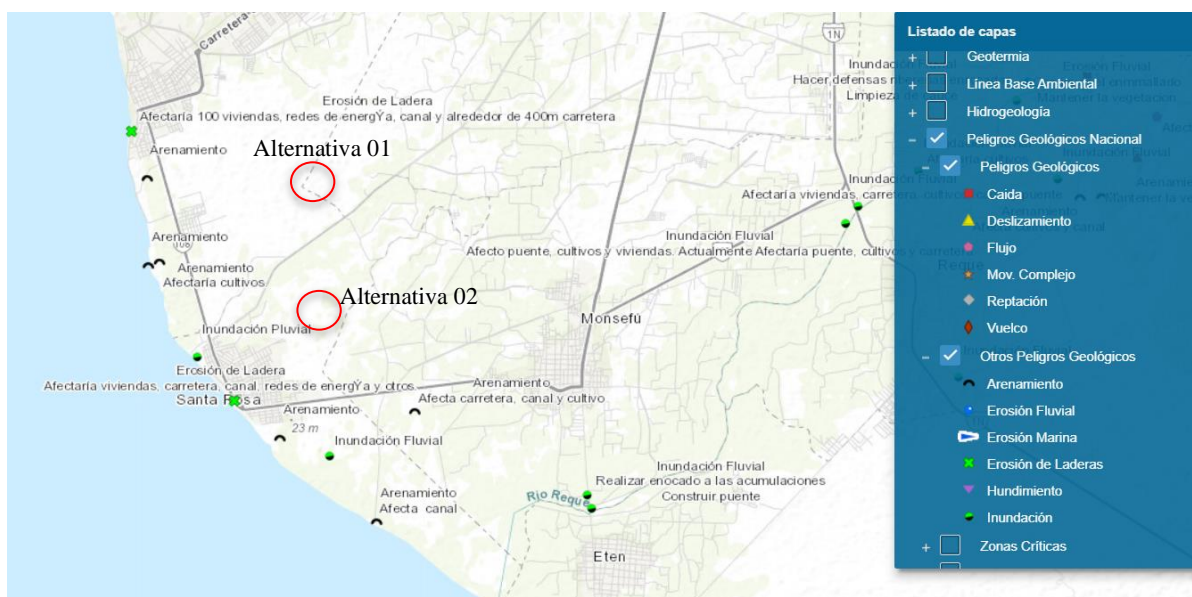 Carretera
1N
Erosión de Ladera
Afectaría 100 viviendas, redes de energÝa, canal y alrededor de 400m carretera
Arenamiento
Alternativa 01
Inundación Fluvial
Inundación Fluvial
Afectaría viviendas, carretera,
Inundación Fluvial
Afecto puente, cultivos y viviendas. Actualmente Afectaría puente, cultivos y carretera
Arenamiento
Arenamiento
Afectaría cultivos
Alternativa 02
Inundación Pluvial
Monsefú
Erosión de Ladera
Afectaría viviendas, carretera, canal, redes de energÝa y otros
Santa Rosa
Arenamiento
Afecta carretera, canal y cultivo
Arenamiento
23 m
Inundación Fluvial
Arenamiento
Afecta canal
Inundación Fluvial
Realizar enocado a las acumulaciones
Construir puente
Rio Reque
Eten
Listado de capas
Geotermia
Línea Base Ambiental
Hidrogeología
Peligros Geológicos Nacional
Peligros Geológicos
Caida
Deslizamiento
Flujo
Mov. Complejo
Reptación
Vuelco
Otros Peligros Geológicos
Arenamiento
Erosión Fluvial
Erosión Marina
Erosión de Laderas
Hundimiento
Inundación
Zonas Críticas